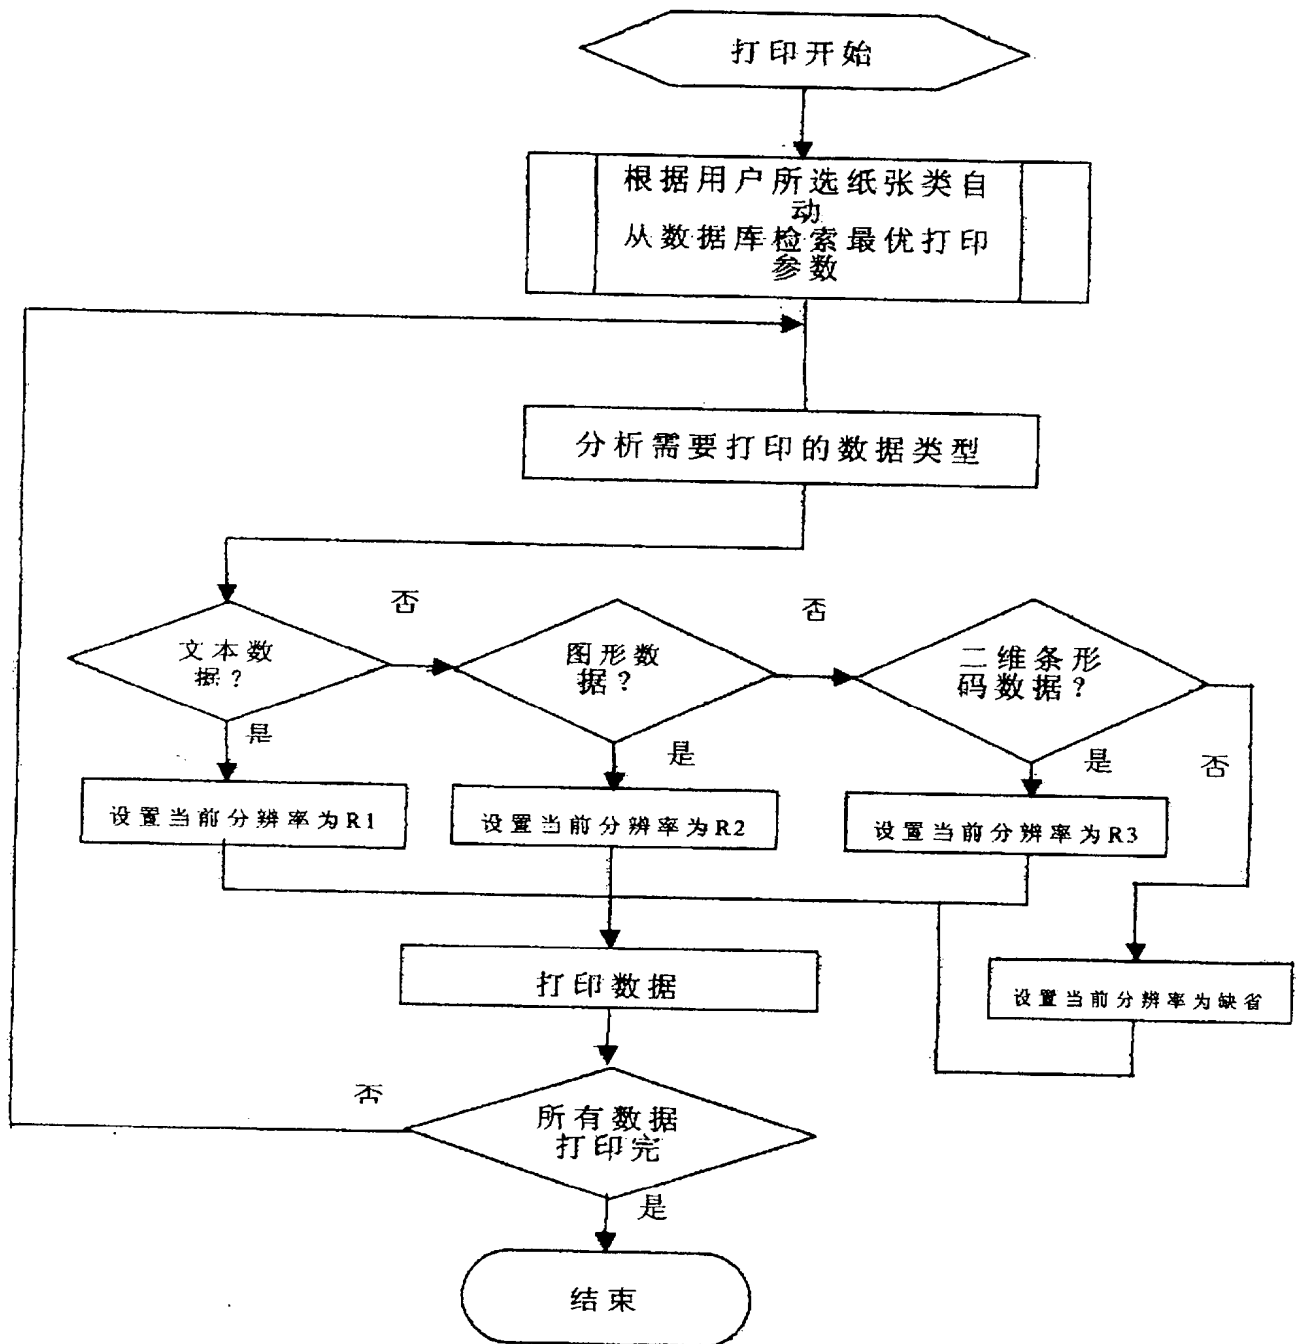 打印开始
根据用户所选纸张类自
动
从数据库检索最优打印
参数
分析需要打印的数据类型
否
否
文本数
据？
图形数
据？
二维条形
码数据？
是
是
是
否
设置当前分辨率为R1
设置当前分辨率为R2
设置当前分辨率为R3
打印数据
设置当前分辨率为缺省
否
所有数据
打印完
是
结束